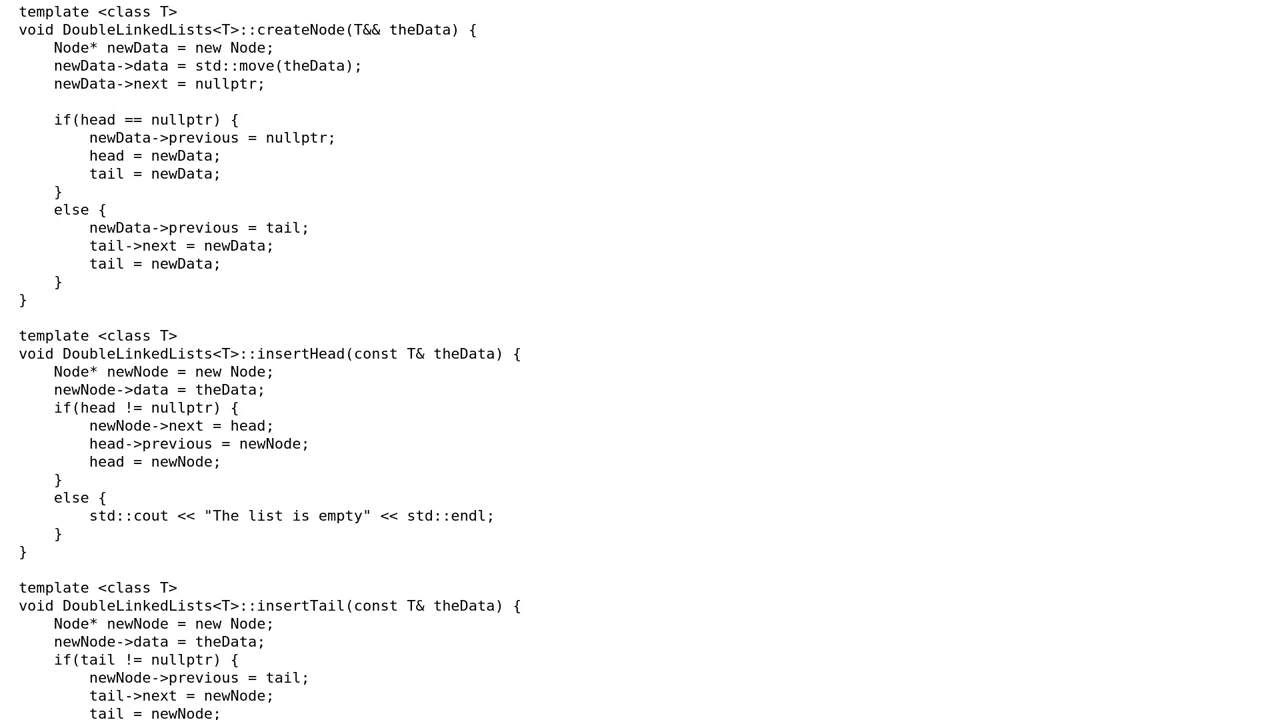 template <class T>
void DoubleLinkedLists<T>::createNode(T&& theData) {
    Node* newData = new Node;
    newData->data = std::move(theData);
    newData->next = nullptr;

    if(head == nullptr) {
        newData->previous = nullptr;
        head = newData;
        tail = newData;
    }
    else {
        newData->previous = tail;
        tail->next = newData;
        tail = newData;
    }
}

template <class T>
void DoubleLinkedLists<T>::insertHead(const T& theData) {
    Node* newNode = new Node;
    newNode->data = theData;
    if(head != nullptr) {
        newNode->next = head;
        head->previous = newNode;
        head = newNode;
    }
    else {
        std::cout << "The list is empty" << std::endl;
    }
}

template <class T>
void DoubleLinkedLists<T>::insertTail(const T& theData) {
    Node* newNode = new Node;
    newNode->data = theData;
    if(tail != nullptr) {
        newNode->previous = tail;
        tail->next = newNode;
        tail = newNode;